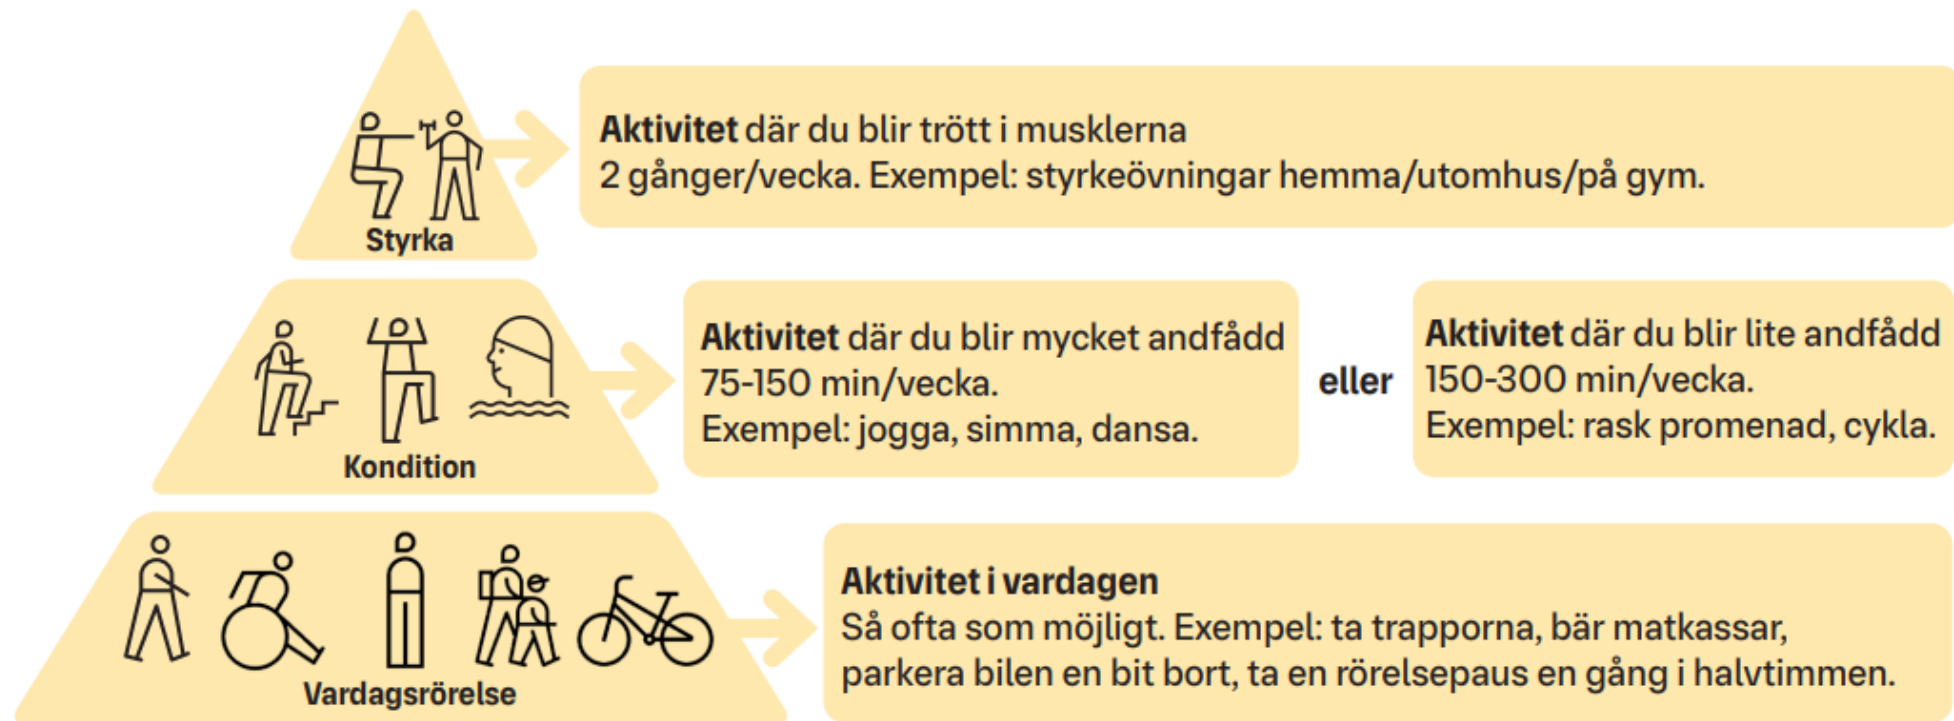 Styrka
Aktivitet där du blir trött i musklerna
2 gånger/vecka. Exempel: styrkeövningar hemma/utomhus/på gym.
Kondition
Aktivitet där du blir mycket andfådd
75-150 min/vecka.
Exempel: jogga, simma, dansa.
eller
Aktivitet där du blir lite andfådd
150-300 min/vecka.
Exempel: rask promenad, cykla.
Vardagsrörelse
Aktivitet i vardagen
Så ofta som möjligt. Exempel: ta trapporna, bär matkassar,
parkera bilen en bit bort, ta en rörelsepaus en gång i halvtimmen.